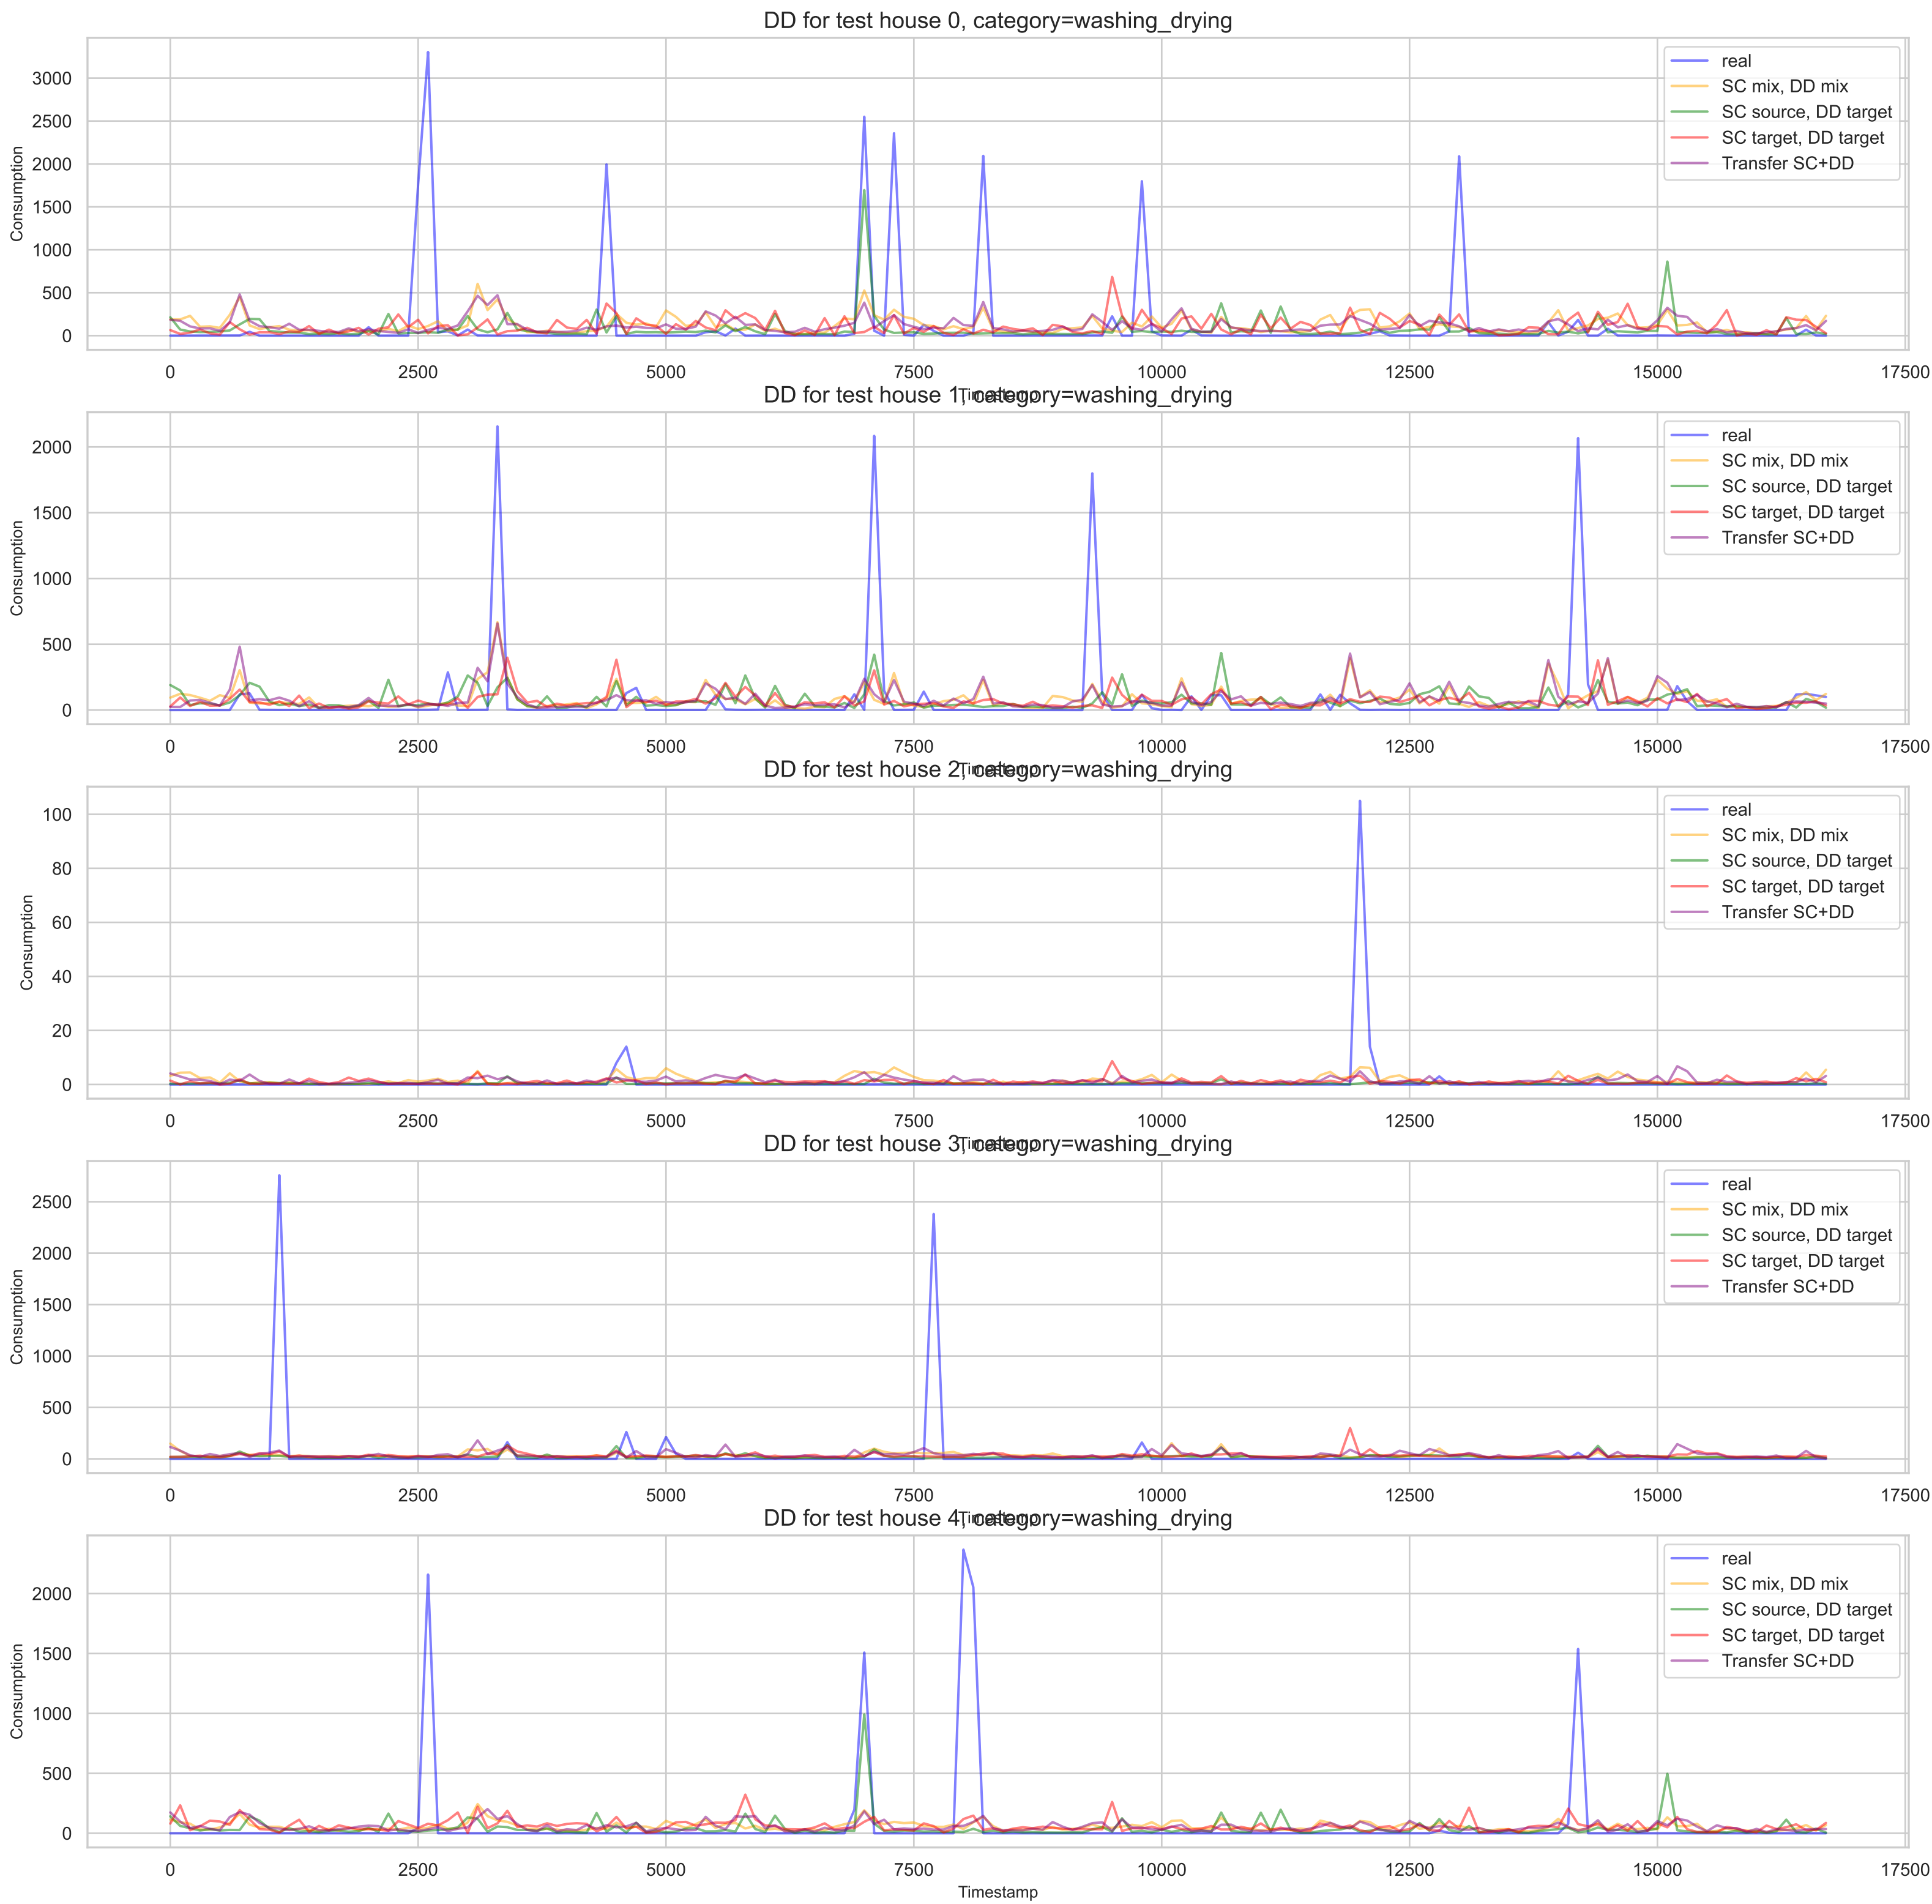 DD for test house 0, category=washing_drying
Consumption
3000
2500
2000
1500
1000
500
0
real
SC mix, DD mix
SC source, DD target
SC target, DD target
Transfer SC+DD
0 2500 5000 7500 10000 12500 15000 17500
Timestamp
DD for test house 1, category=washing_drying
Consumption
2000
1500
1000
500
0
real
SC mix, DD mix
SC source, DD target
SC target, DD target
Transfer SC+DD
0 2500 5000 7500 10000 12500 15000 17500
Timestamp
DD for test house 2, category=washing_drying
Consumption
100
80
60
40
20
0
real
SC mix, DD mix
SC source, DD target
SC target, DD target
Transfer SC+DD
0 2500 5000 7500 10000 12500 15000 17500
Timestamp
DD for test house 3, category=washing_drying
Consumption
2500
2000
1500
1000
500
0
real
SC mix, DD mix
SC source, DD target
SC target, DD target
Transfer SC+DD
0 2500 5000 7500 10000 12500 15000 17500
Timestamp
DD for test house 4, category=washing_drying
Consumption
2000
1500
1000
500
0
real
SC mix, DD mix
SC source, DD target
SC target, DD target
Transfer SC+DD
0 2500 5000 7500 10000 12500 15000 17500
Timestamp